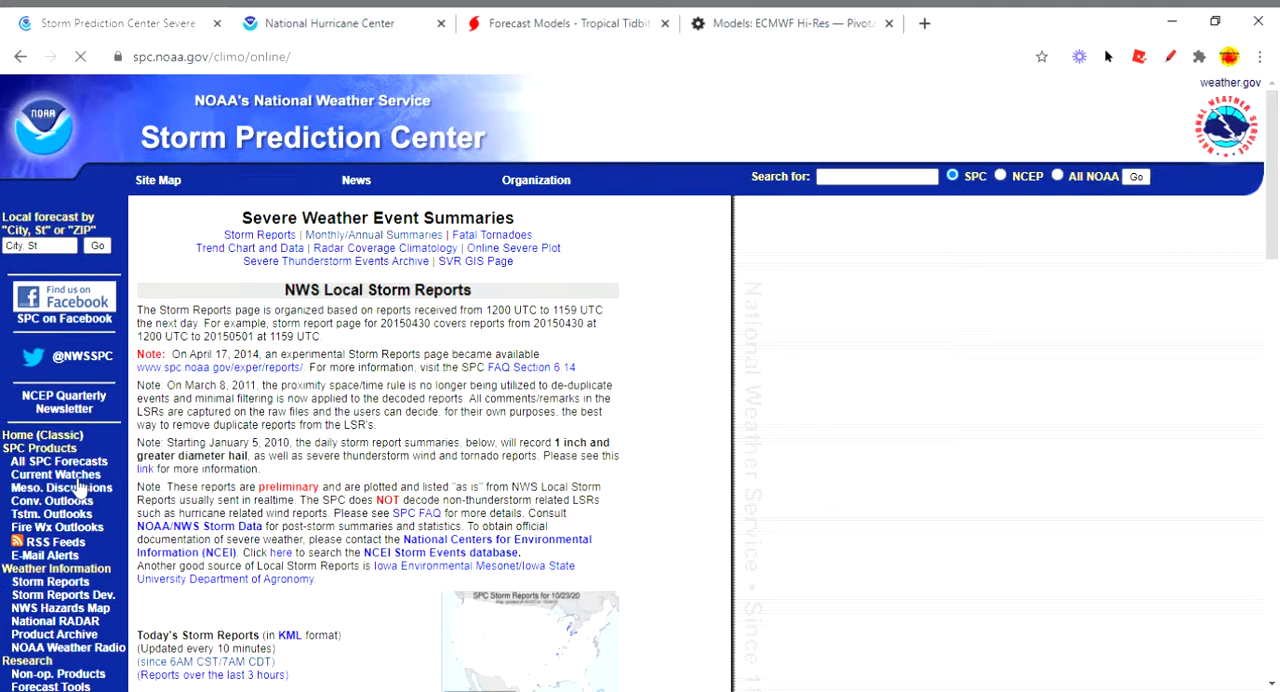 Storm Prediction Center Severe
National Hurricane Center
Forecast Models - Tropical Tidbit
Models: ECMWF Hi-Res — Pivota
spc.noaa.gov/climo/online/
weather.gov
NOAA
NOAA's National Weather Service
Storm Prediction Center
NATIONAL WEATHER SERVICE
Site Map
News
Organization
Search for:
SPC
NCEP
All NOAA
Go
Local forecast by
"City, St" or "ZIP"
City, St
Go
Find us on
Facebook
SPC on Facebook
@NWSSPC
NCEP Quarterly
Newsletter
Home (Classic)
SPC Products
All SPC Forecasts
Current Watches
Meso. Discussions
Conv. Outlooks
Tstm. Outlooks
Fire Wx Outlooks
RSS Feeds
E-Mail Alerts
Weather Information
Storm Reports
Storm Reports Dev.
NWS Hazards Map
National RADAR
Product Archive
NOAA Weather Radio
Research
Non-op. Products
Forecast Tools
Severe Weather Event Summaries
Storm Reports | Monthly/Annual Summaries | Fatal Tornadoes
Trend Chart and Data | Radar Coverage Climatology | Online Severe Plot
Severe Thunderstorm Events Archive | SVR GIS Page
NWS Local Storm Reports
The Storm Reports page is organized based on reports received from 1200 UTC to 1159 UTC
the next day. For example, storm report page for 20150430 covers reports from 20150430 at
1200 UTC to 20150501 at 1159 UTC
Note: On April 17, 2014, an experimental Storm Reports page became available
www.spc.noaa.gov/exper/reports/. For more information, visit the SPC FAQ Section 6.14.
Note: On March 8, 2011, the proximity space/time rule is no longer being utilized to de-duplicate
events and minimal filtering is now applied to the decoded reports. All comments/remarks in the
LSRs are captured on the raw files and the users can decide, for their own purposes, the best
way to remove duplicate reports from the LSR's.
Note: Starting January 5, 2010, the daily storm report summaries, below, will record 1 inch and
greater diameter hail, as well as severe thunderstorm wind and tornado reports. Please see this
link for more information.
Note: These reports are preliminary and are plotted and listed "as is" from NWS Local Storm
Reports usually sent in realtime. The SPC does NOT decode non-thunderstorm related LSRs
such as hurricane related wind reports. Please see SPC FAQ for more details. Consult
NOAA/NWS Storm Data for post-storm summaries and statistics. To obtain official
documentation of severe weather, please contact the National Centers for Environmental
Information (NCEI). Click here to search the NCEI Storm Events database.
Another good source of Local Storm Reports is Iowa Environmental Mesonet/Iowa State
University Department of Agronomy
Today's Storm Reports (in KML format)
(Updated every 10 minutes)
(since 6AM CST/7AM CDT)
(Reports over the last 3 hours)
SPC Storm Reports for 10/23/20
National Weather Service • Since 1